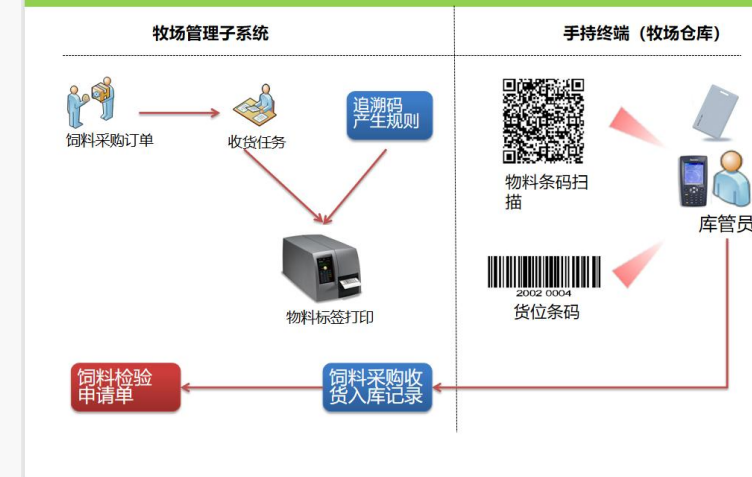 牧场管理子系统
手持终端（牧场仓库）
饲料采购订单
收货任务
追溯码
产生规则
物料条码扫
描
库管员
2002 0004
货位条码
物料标签打印
饲料检验
申请单
饲料采购收
货入库记录